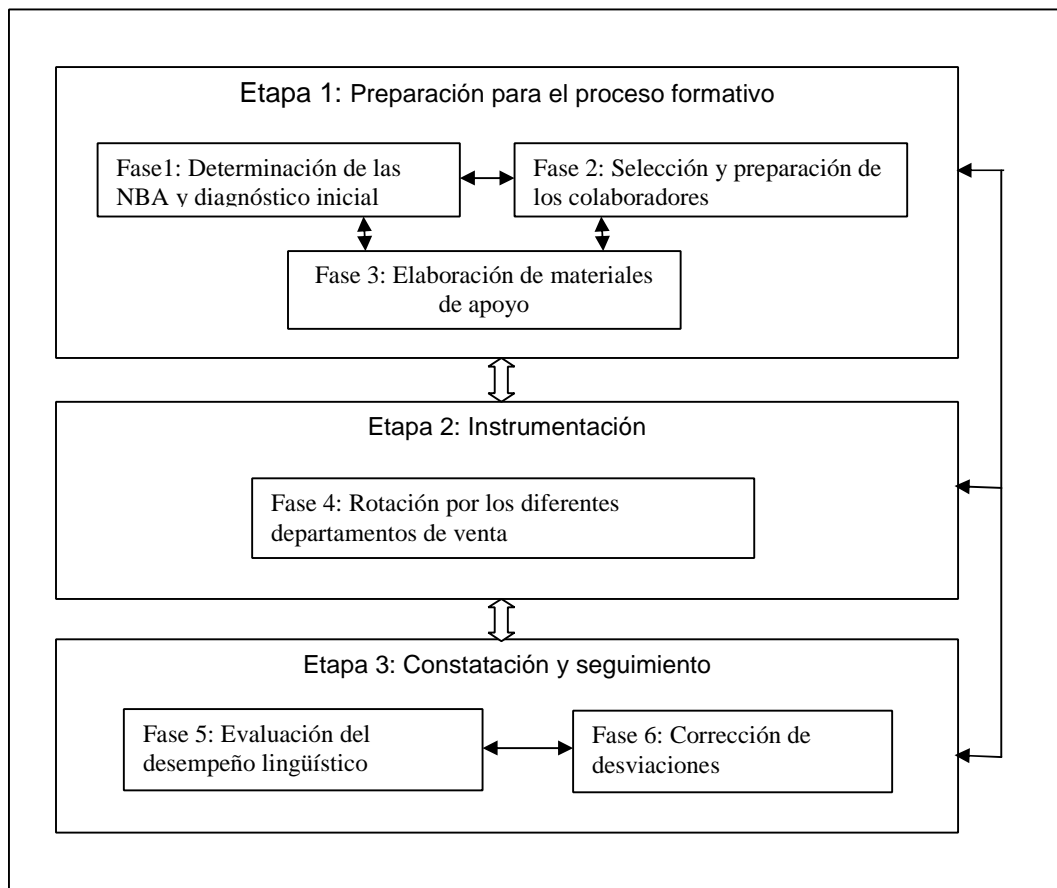 Etapa 1: Preparación para el proceso formativo
Fase1: Determinación de las
NBA y diagnóstico inicial
Fase 2: Selección y preparación de
los colaboradores
Fase 3: Elaboración de materiales
de apoyo
Etapa 2: Instrumentación
Fase 4: Rotación por los diferentes
departamentos de venta
Etapa 3: Constatación y seguimiento
Fase 5: Evaluación del
desempeño lingüístico
Fase 6: Corrección de
desviaciones